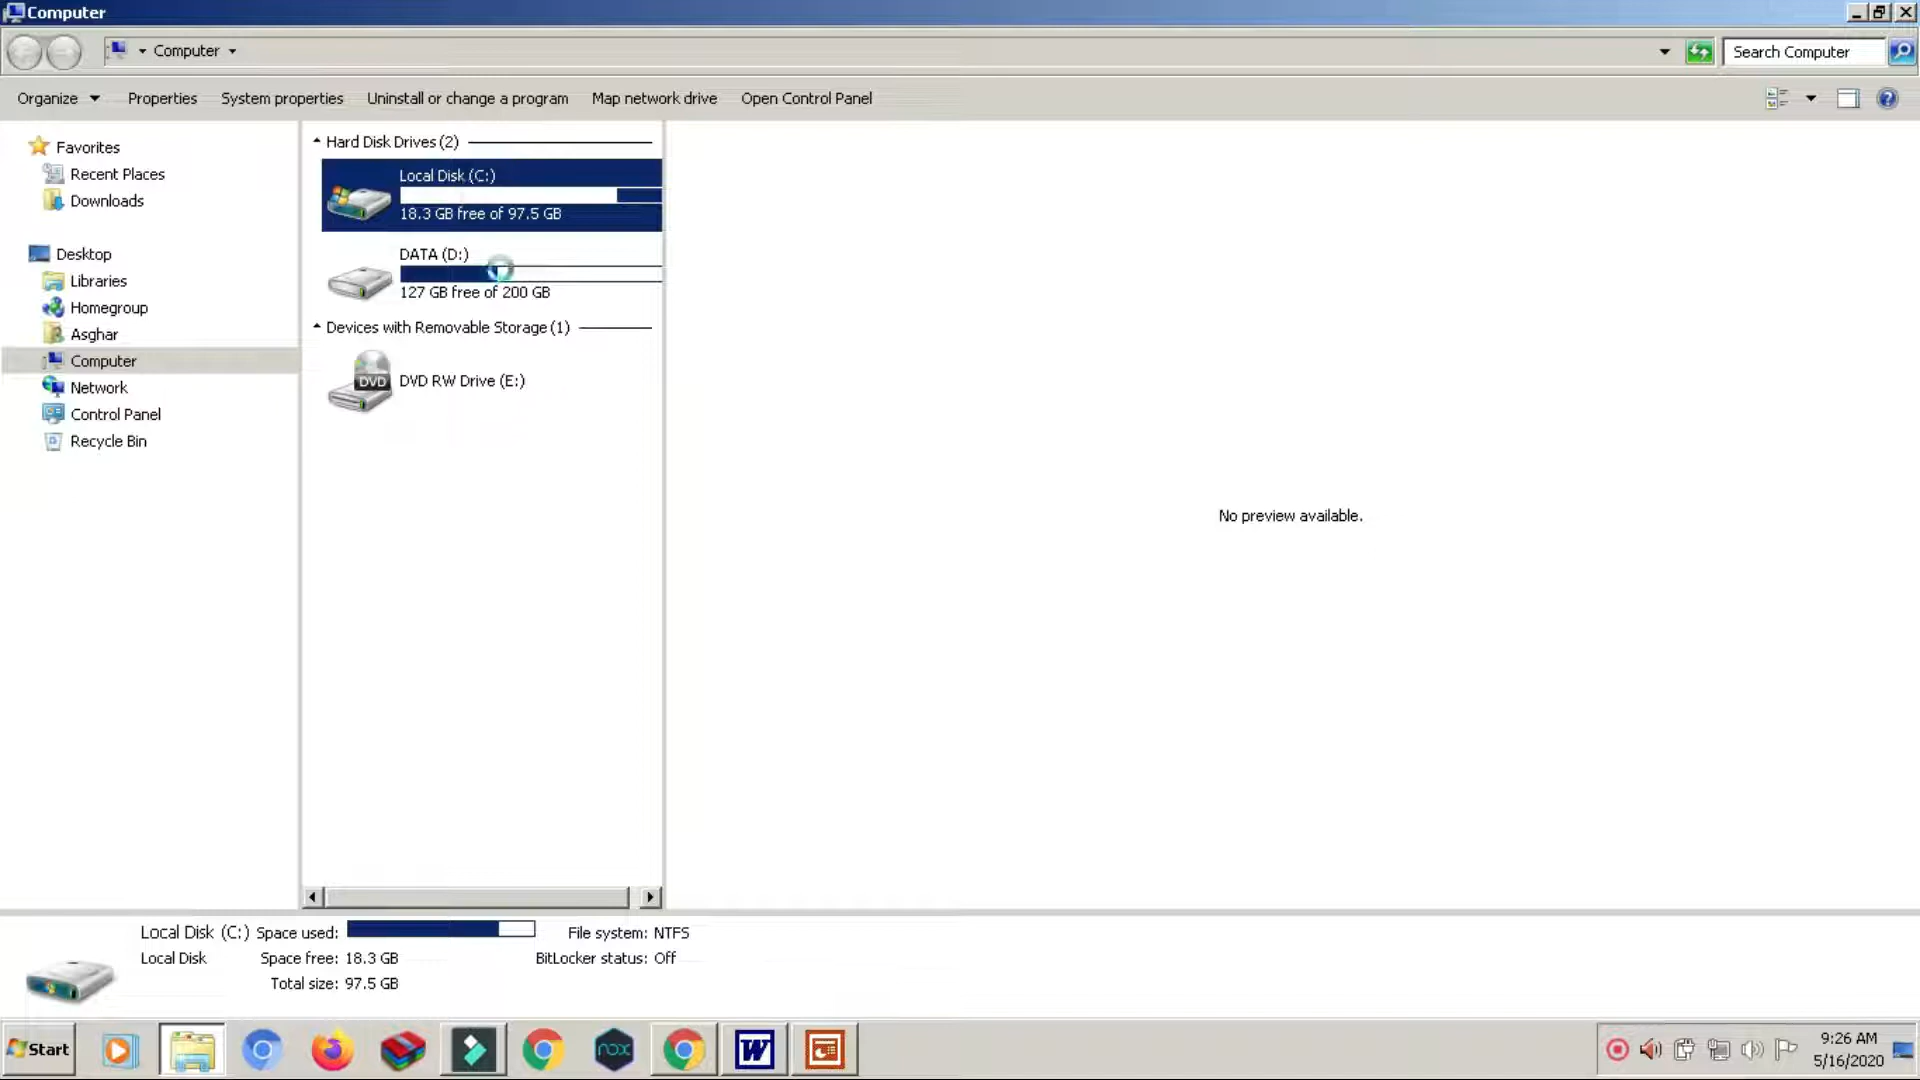 Computer
Computer
Search Computer
Organize
Properties
System properties
Uninstall or change a program
Map network drive
Open Control Panel
Favorites
Recent Places
Downloads
Desktop
Libraries
Homegroup
Asghar
Computer
Network
Control Panel
Recycle Bin
Hard Disk Drives (2)
Local Disk (C:)
18.3 GB free of 97.5 GB
DATA (D:)
127 GB free of 200 GB
Devices with Removable Storage (1)
DVD
DVD RW Drive (E:)
No preview available.
Local Disk (C:) Space used:
File system: NTFS
Local Disk
Space free: 18.3 GB
BitLocker status: Off
Total size: 97.5 GB
Start
nox
W
9:26 AM
5/16/2020